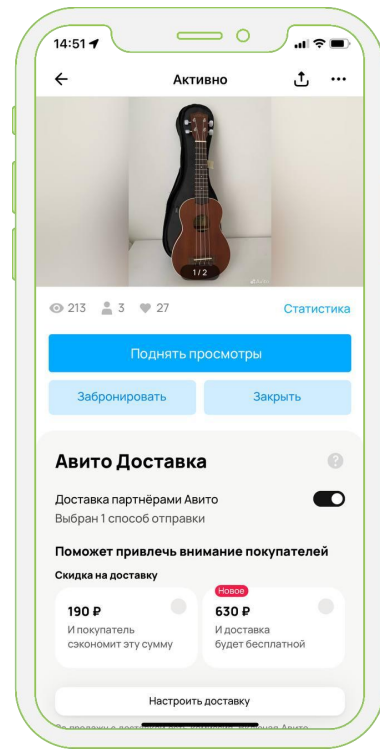 14:51
Активно
1/2
213 3 27 Статистика
Поднять просмотры
Забронировать Закрыть
Авито Доставка ?
Доставка партнёрами Авито
Выбран 1 способ отправки
Поможет привлечь внимание покупателей
Скидка на доставку
Новое
190 ₽ 630 ₽
И покупатель И доставка
сэкономит эту сумму будет бесплатной
Настроить доставку